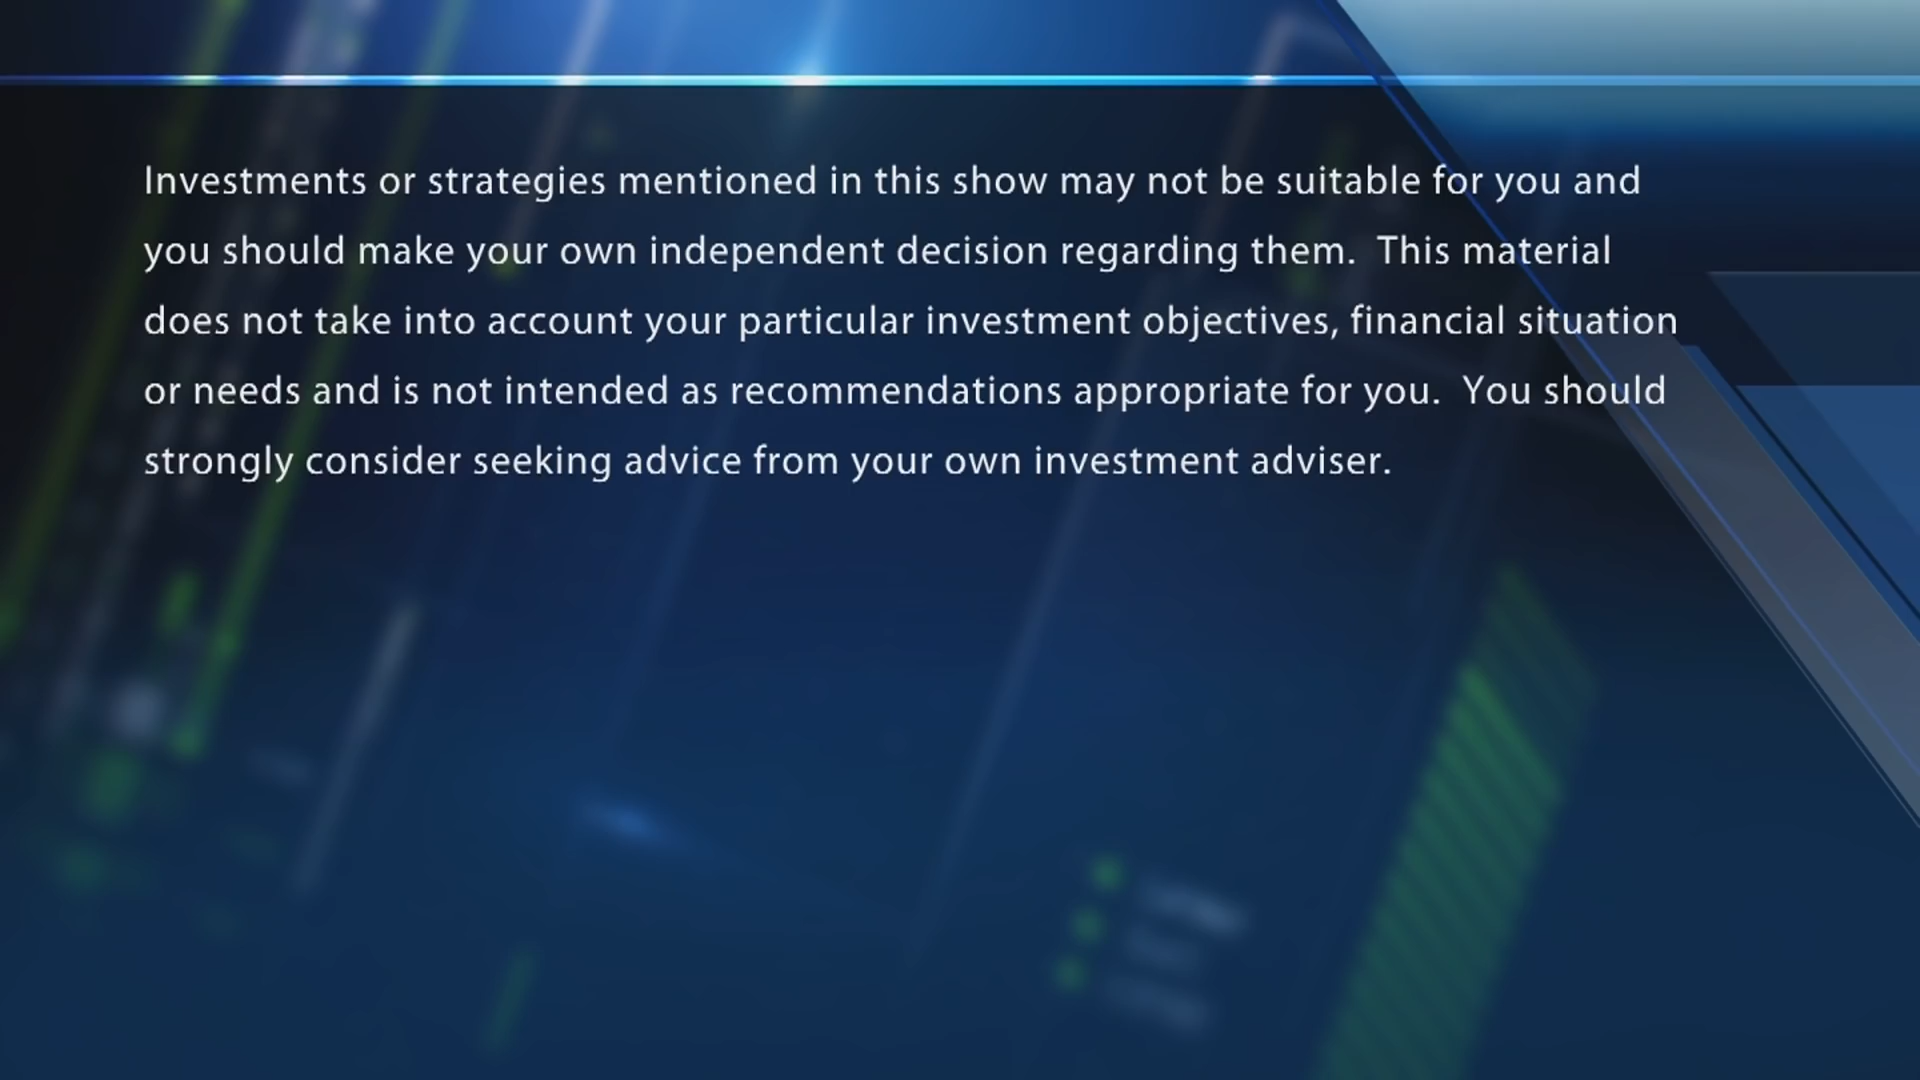 Investments or strategies mentioned in this show may not be suitable for you and
you should make your own independent decision regarding them.  This material
does not take into account your particular investment objectives, financial situation
or needs and is not intended as recommendations appropriate for you.  You should
strongly consider seeking advice from your own investment adviser.